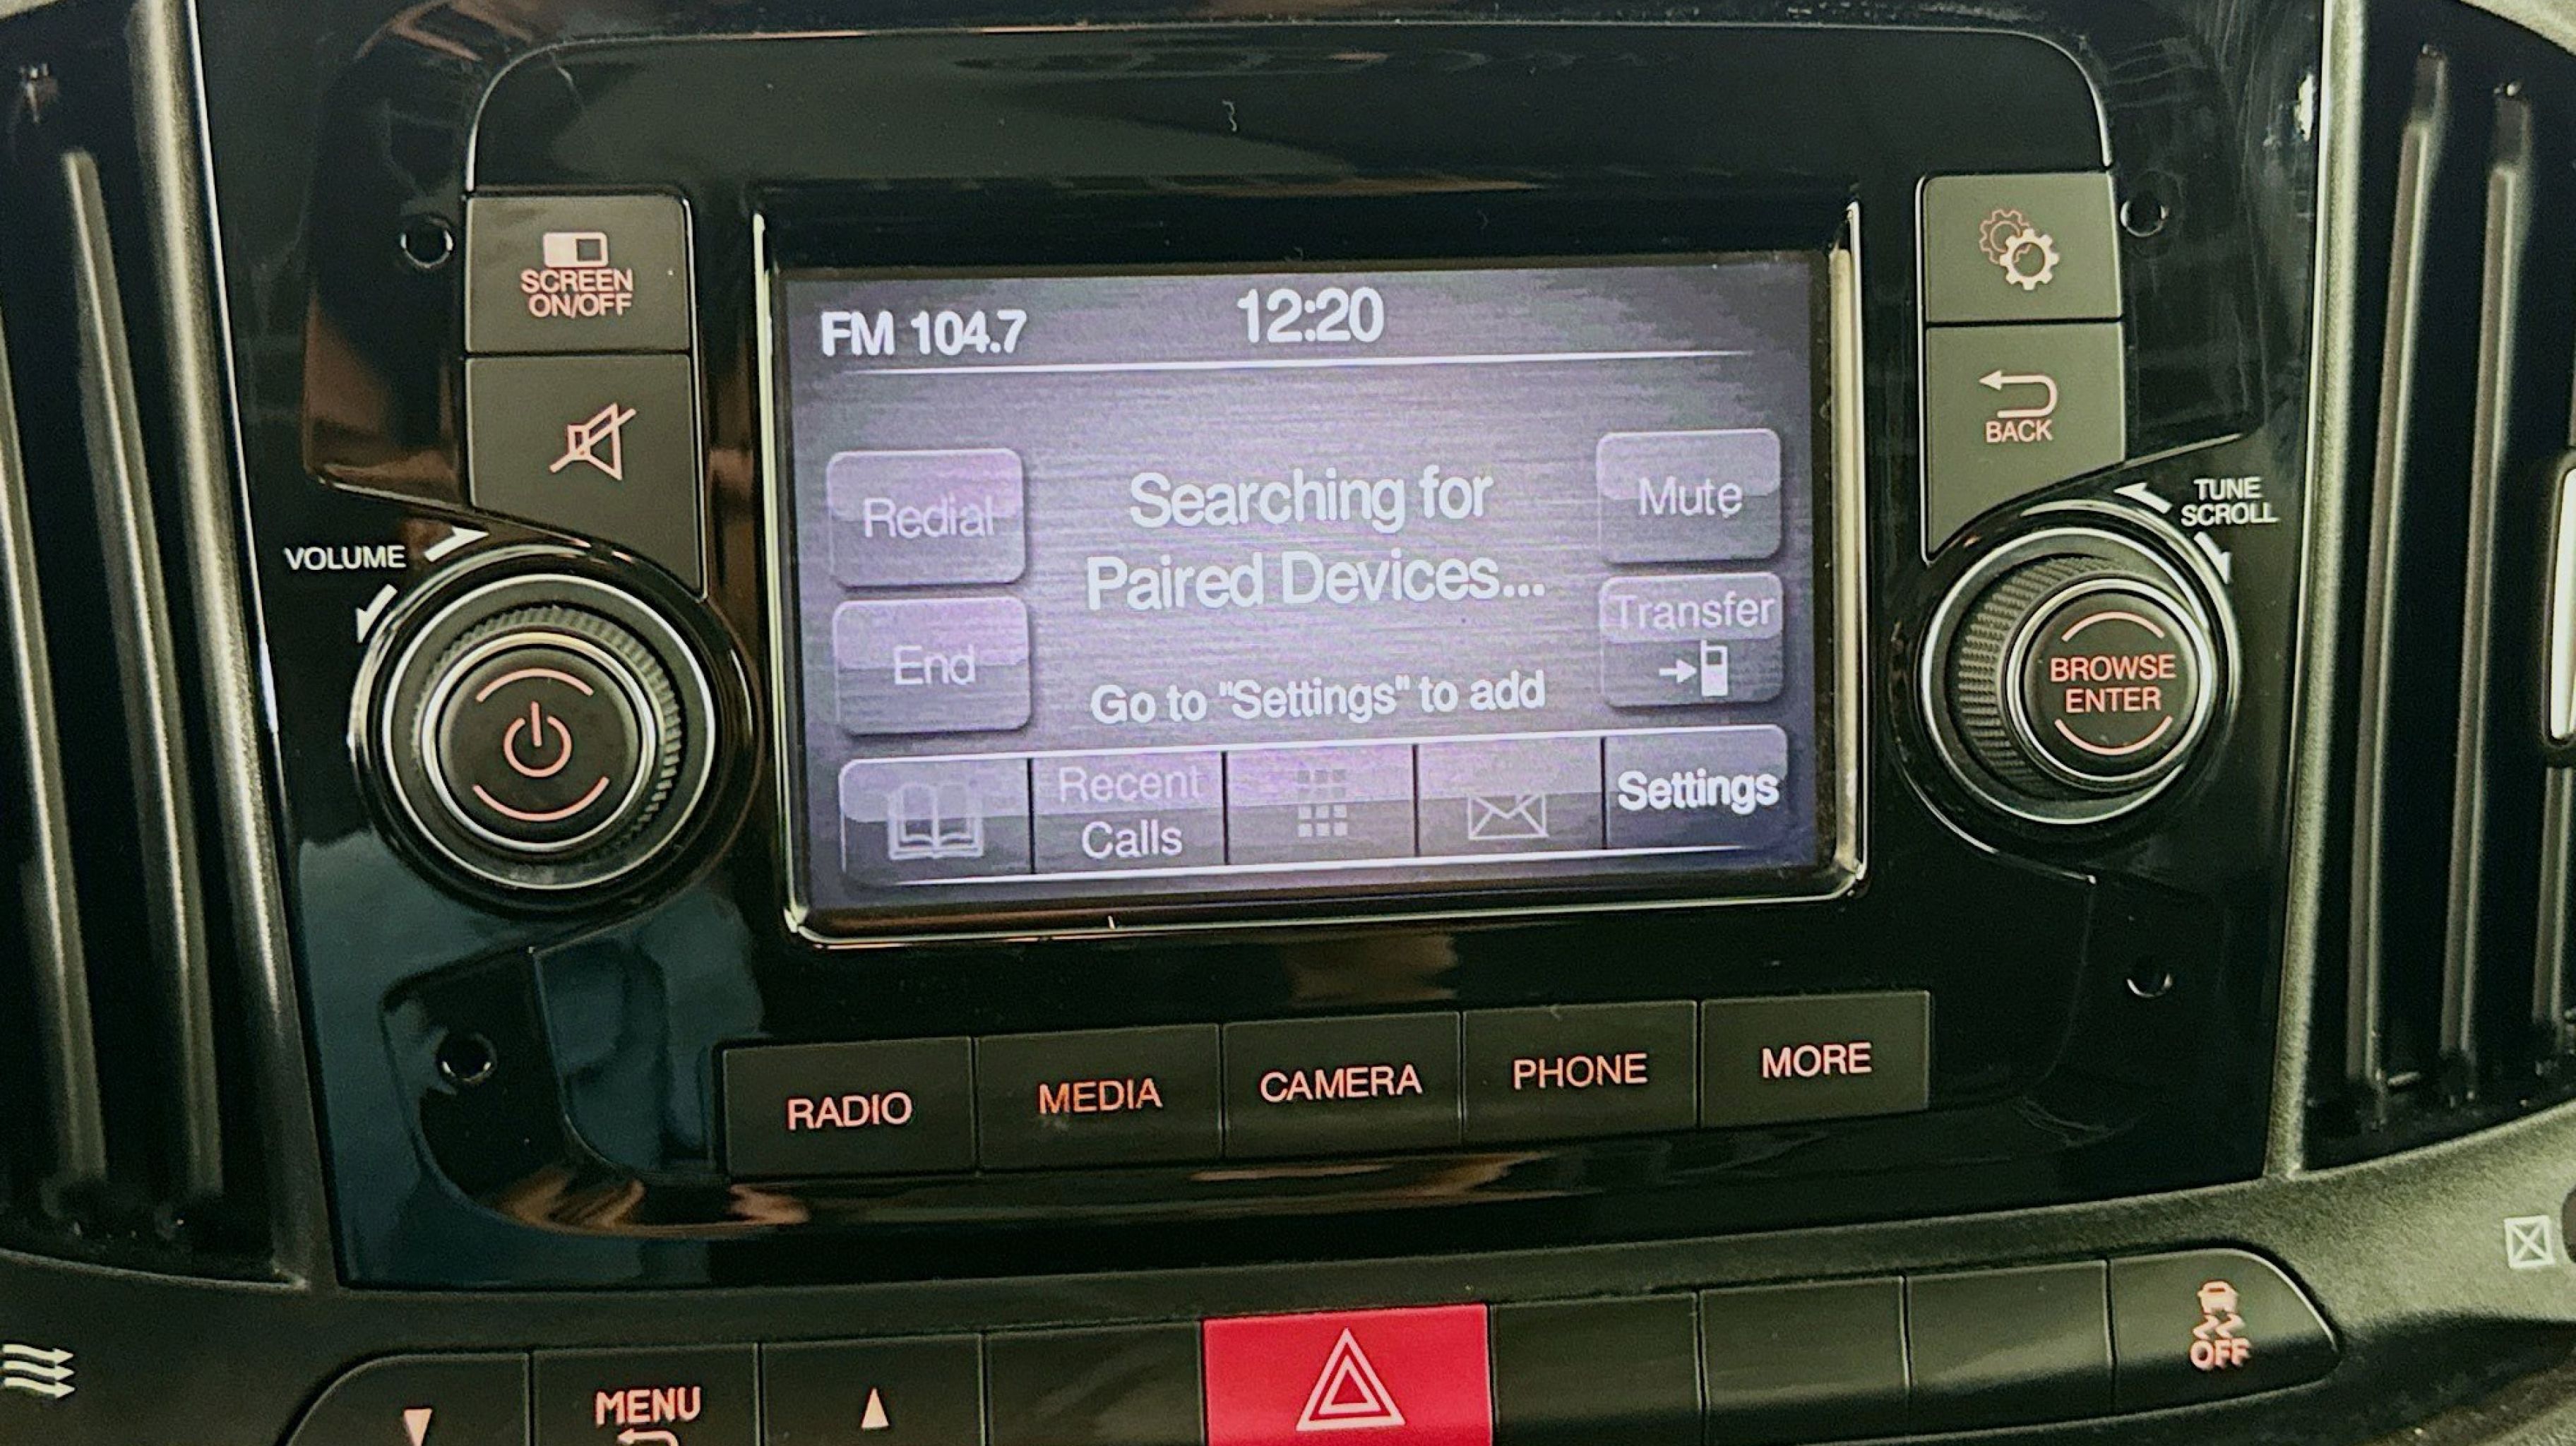 SCREEN
ON/OFF
VOLUME
FM 104.7
12:20
Redial
Searching for
Paired Devices...
Mute
Transfer
End
Go to "Settings" to add
Recent
Calls
Settings
BACK
TUNE
SCROLL
BROWSE
ENTER
RADIO
MEDIA
CAMERA
PHONE
MORE
MENU
OFF